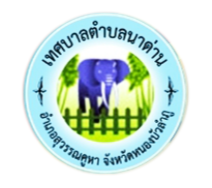 เทศบาลตำบลนาด่าน
อำเภอสุวรรณคูหา จังหวัดหนองบัวลำภู